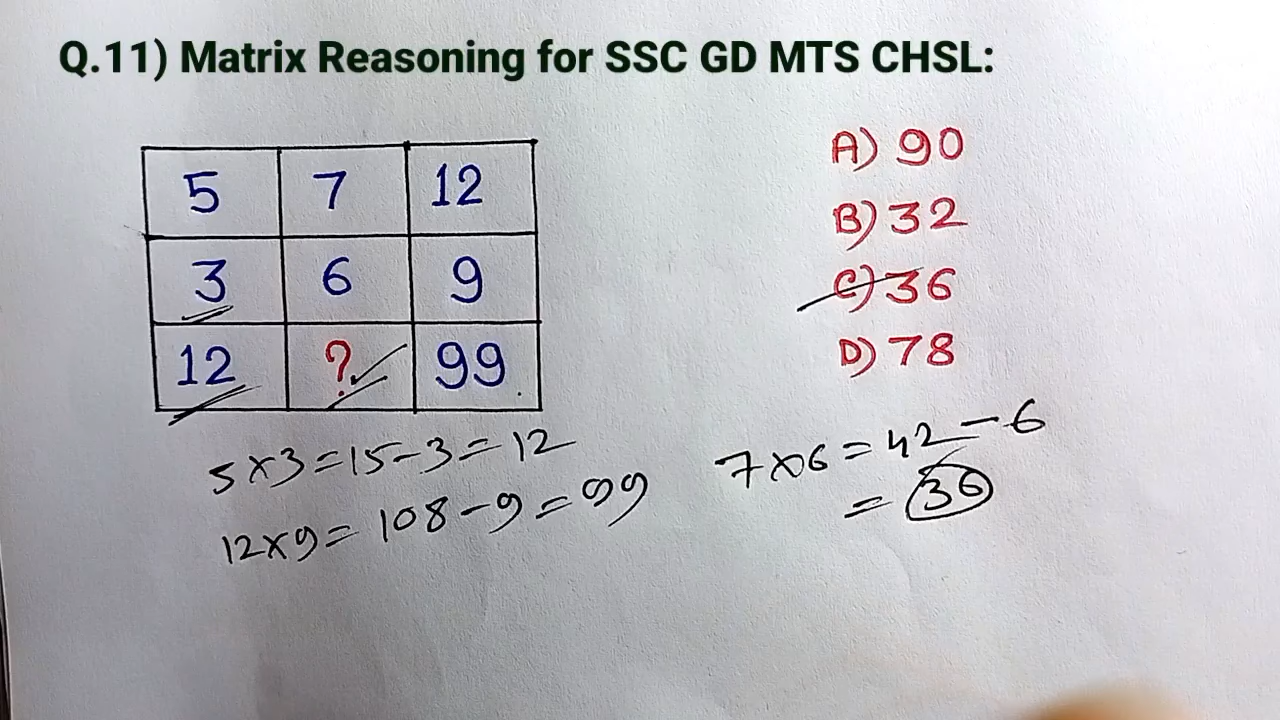 Q.11) Matrix Reasoning for SSC GD MTS CHSL:
5 7 12
3 6 9
12 ? 99
A) 90
B) 32
C) 36
D) 78
5×3=15-3=12
12×9=108-9=99
7×6=42-6
=36